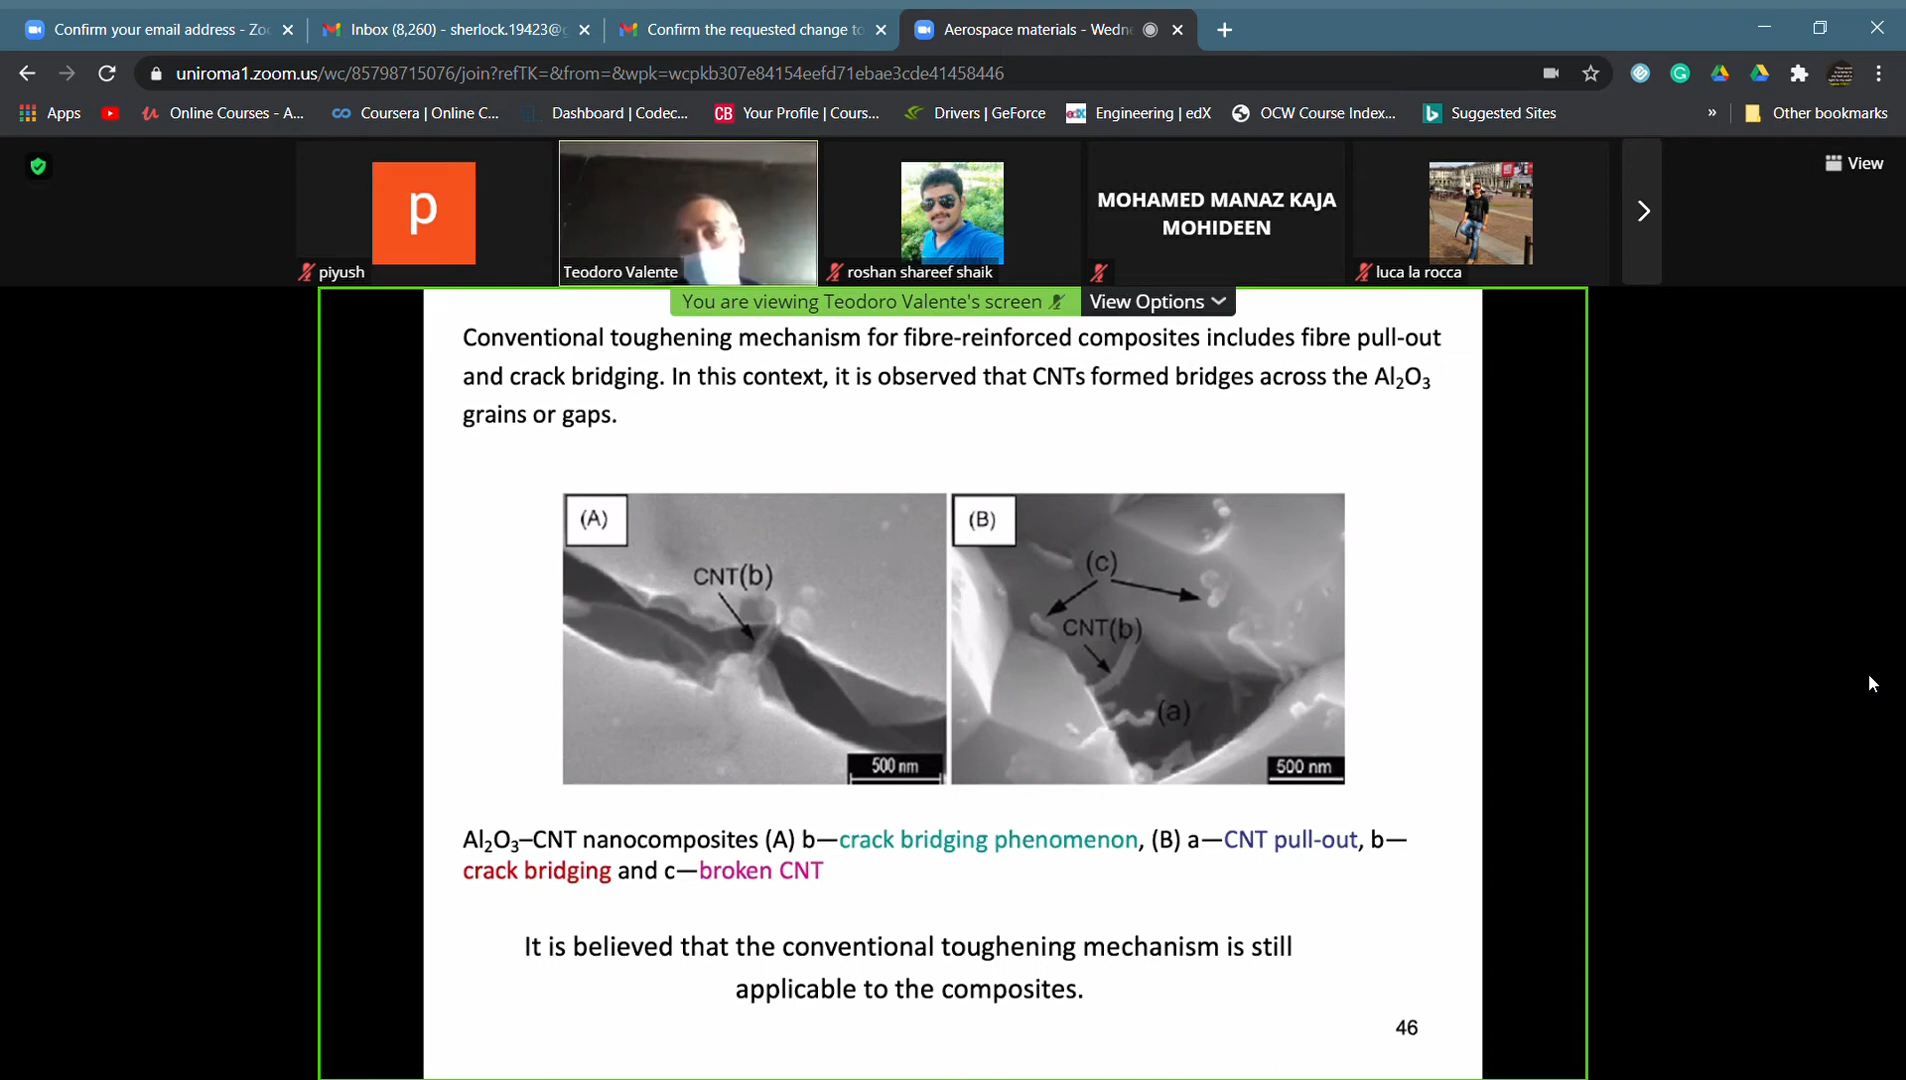 Confirm your email address - Zo
Inbox (8,260) - sherlock.19423@g
Confirm the requested change to
Aerospace materials - Wedn
uniroma1.zoom.us/wc/85798715076/join?refTK=&from=&wpk=wcpkb307e84154eefd71ebae3cde41458446
Apps
Online Courses - A...
Coursera | Online C...
Dashboard | Codec...
CB
Your Profile | Cours...
Drivers | GeForce
edX
Engineering | edX
OCW Course Index...
Suggested Sites
»
Other bookmarks
p
piyush
Teodoro Valente
roshan shareef shaik
MOHAMED MANAZ KAJA
MOHIDEEN
luca la rocca
View
You are viewing Teodoro Valente's screen
View Options
Conventional toughening mechanism for fibre-reinforced composites includes fibre pull-out
and crack bridging. In this context, it is observed that CNTs formed bridges across the Al₂O₃
grains or gaps.
(A)
CNT(b)
500 nm
(B)
(c)
CNT(b)
(a)
500 nm
Al₂O₃–CNT nanocomposites (A) b—crack bridging phenomenon, (B) a—CNT pull-out, b—
crack bridging and c—broken CNT
It is believed that the conventional toughening mechanism is still
applicable to the composites.
46